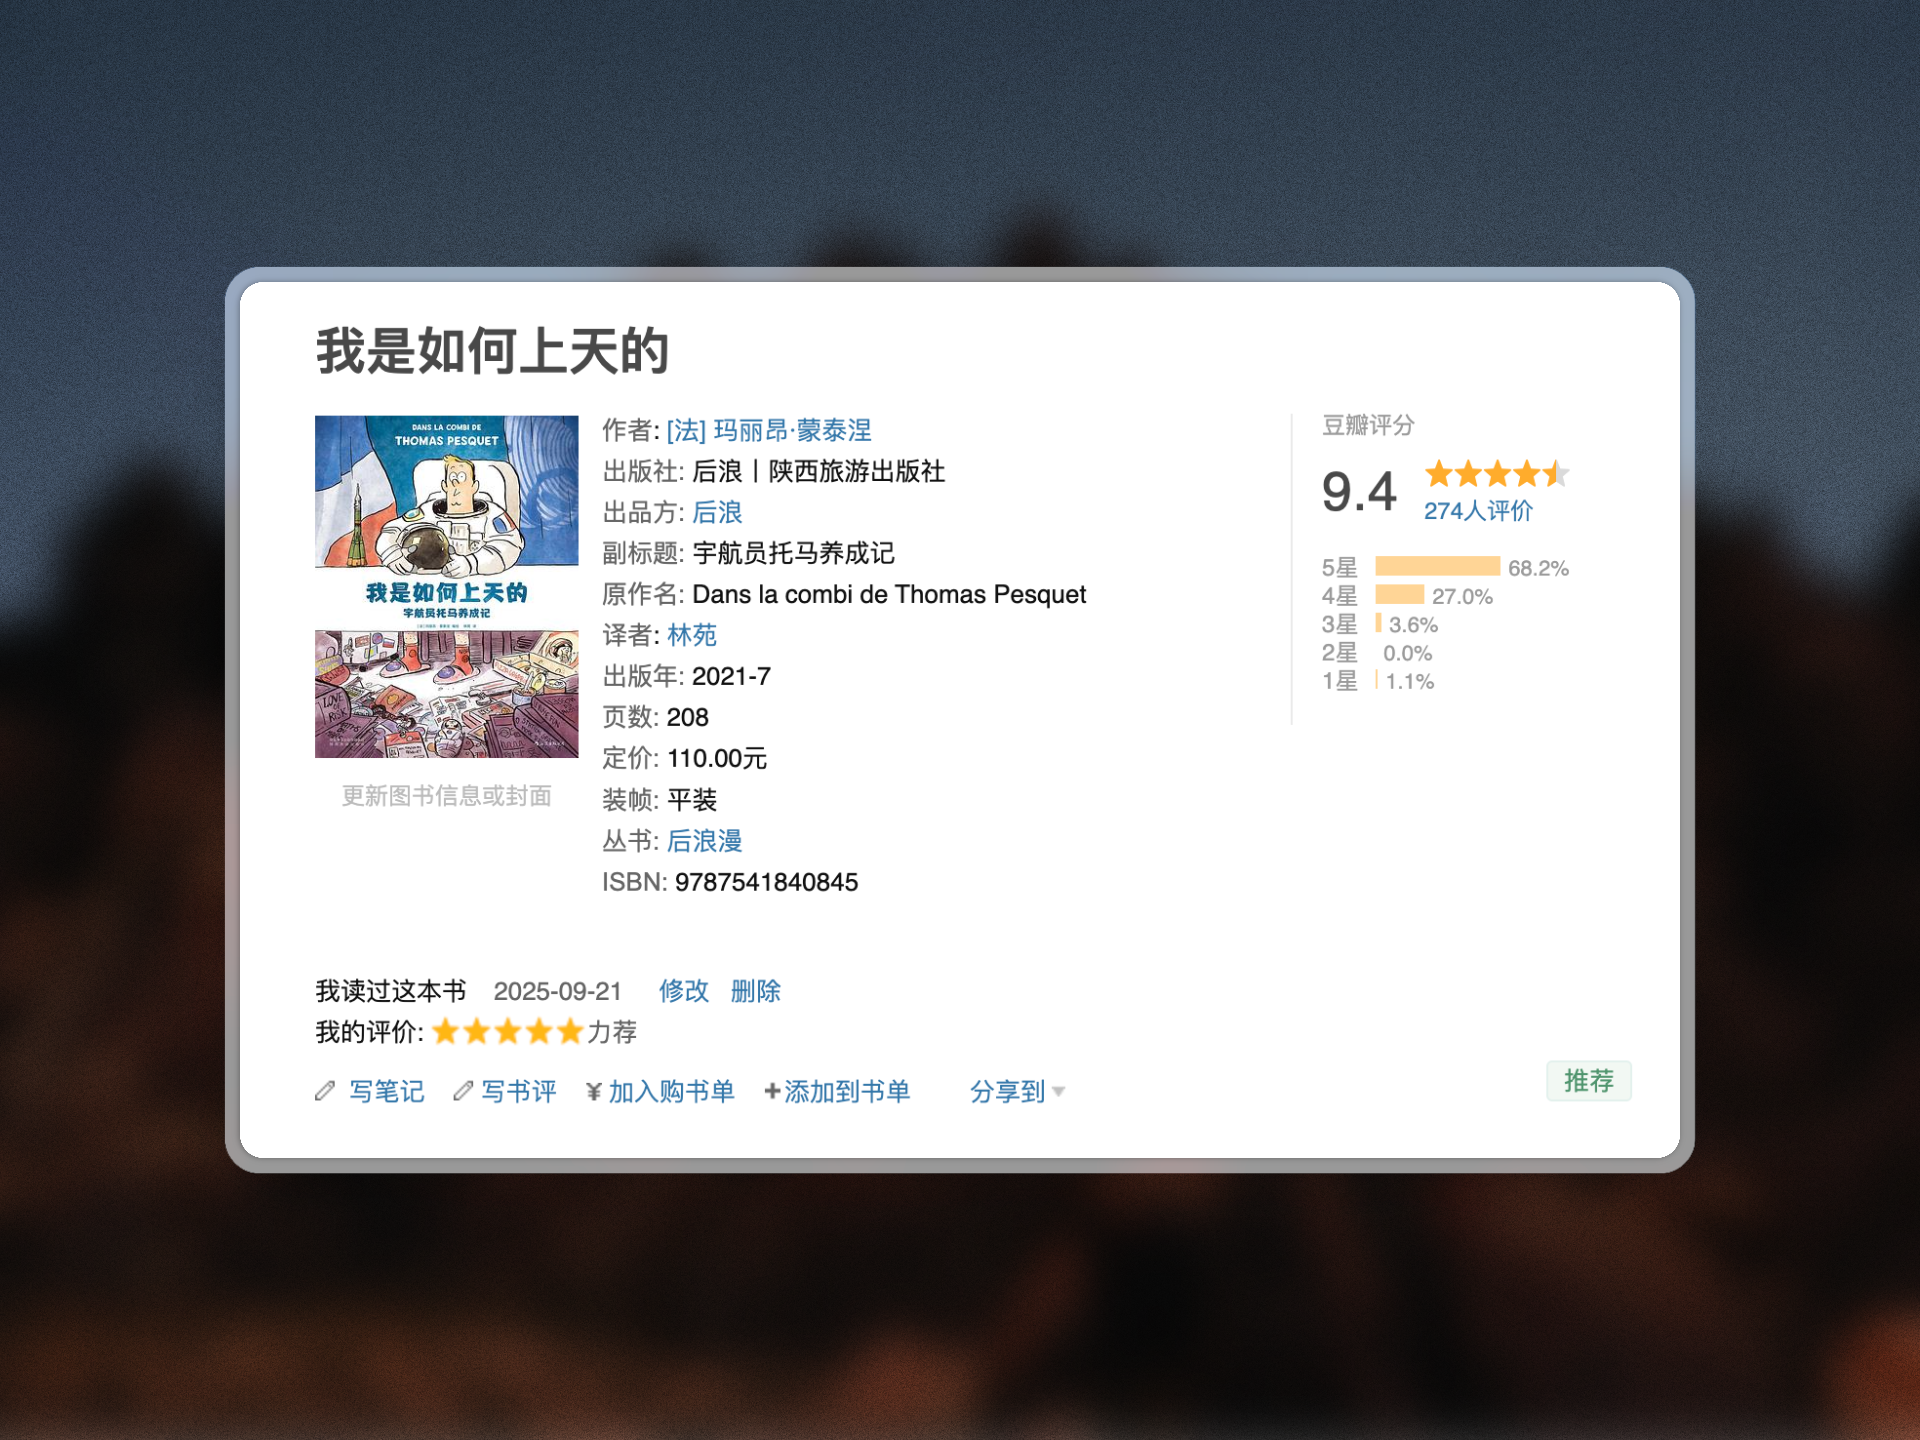 我是如何上天的
DANS LA COMBI DE
THOMAS PESQUET
我是如何上天的
宇航员托马养成记
更新图书信息或封面
作者: [法] 玛丽昂·蒙泰涅
出版社: 后浪丨陕西旅游出版社
出品方: 后浪
副标题: 宇航员托马养成记
原作名: Dans la combi de Thomas Pesquet
译者: 林苑
出版年: 2021-7
页数: 208
定价: 110.00元
装帧: 平装
丛书: 后浪漫
ISBN: 9787541840845
豆瓣评分
9.4
274人评价
5星 68.2%
4星 27.0%
3星 3.6%
2星 0.0%
1星 1.1%
我读过这本书 2025-09-21 修改 删除
我的评价: 力荐
写笔记 写书评 ¥加入购书单 +添加到书单 分享到
推荐